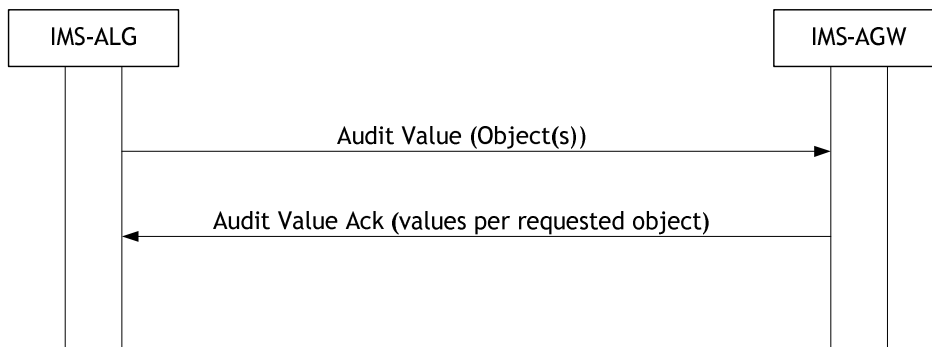 IMS-ALG
IMS-AGW
Audit Value (Object(s))
Audit Value Ack (values per requested object)